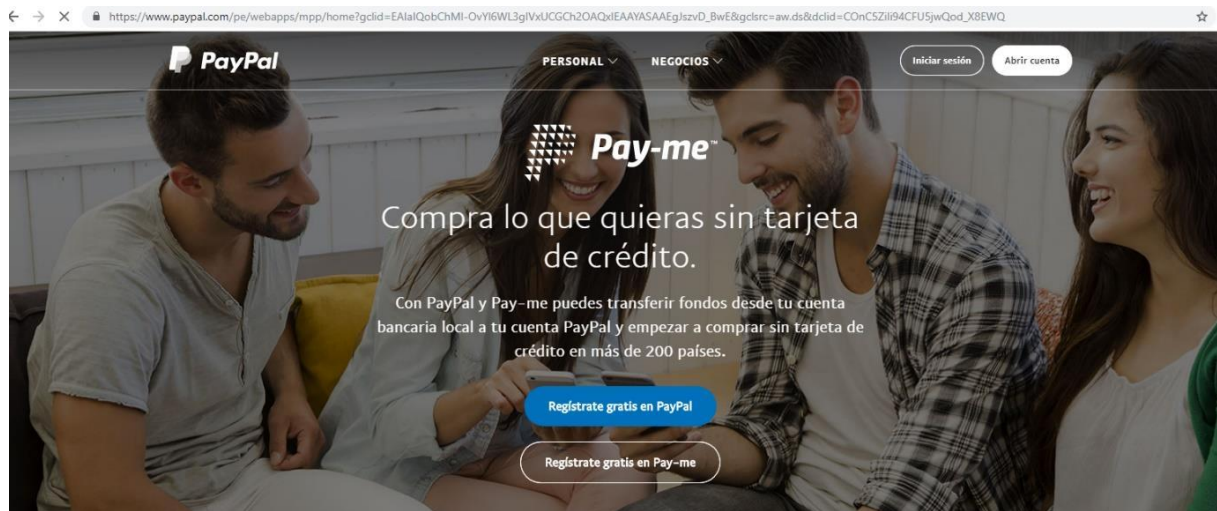 https://www.paypal.com/pe/webapps/mpp/home?gclid=EAIaIQobChMI-OvYI6WL3gIVxUCGCh2OAQxIEAAYASAAEgJszvD_BwE&gclsrc=aw.ds&dclid=COnC5ZiIi94CFU5jwQod_X8EWQ
PayPal
PERSONAL
NEGOCIOS
Iniciar sesión
Abrir cuenta
Pay-me™
Compra lo que quieras sin tarjeta
de crédito.
Con PayPal y Pay-me puedes transferir fondos desde tu cuenta
bancaria local a tu cuenta PayPal y empezar a comprar sin tarjeta de
crédito en más de 200 países.
Regístrate gratis en PayPal
Regístrate gratis en Pay-me